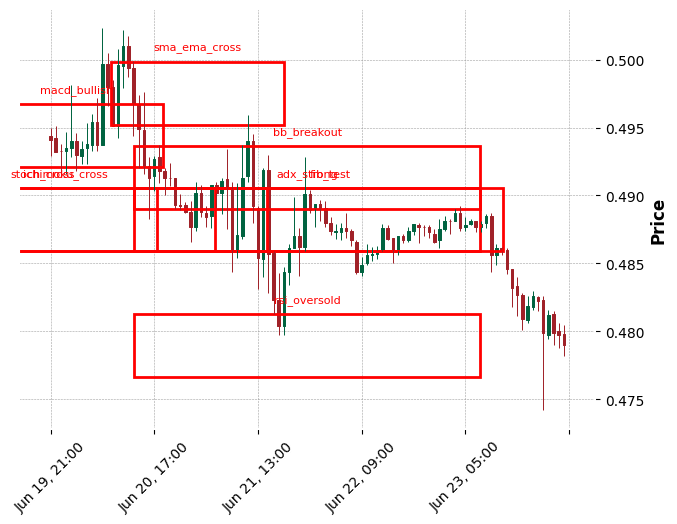 sma_ema_cross
macd_bullish
bb_breakout
stoch_cross
ichimoku_cross
adx_strong
fib_test
rsi_oversold
0.500
0.495
0.490
0.485
0.480
0.475
Price
Jun 19, 21:00
Jun 20, 17:00
Jun 21, 13:00
Jun 22, 09:00
Jun 23, 05:00